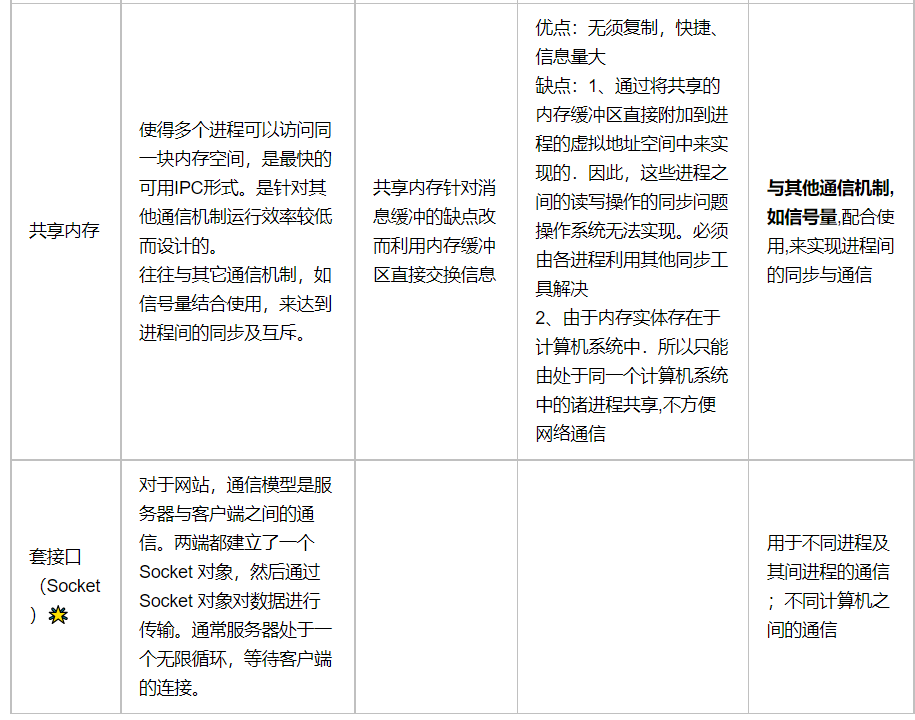 共享内存
使得多个进程可以访问同
一块内存空间，是最快的
可用IPC形式。是针对其
他通信机制运行效率较低
而设计的。
往往与其它通信机制，如
信号量结合使用，来达到
进程间的同步及互斥。
共享内存针对消
息缓冲的缺点改
而利用内存缓冲
区直接交换信息
优点：无须复制，快捷、
信息量大
缺点：1、通过将共享的
内存缓冲区直接附加到进
程的虚拟地址空间中来实
现的．因此，这些进程之
间的读写操作的同步问题
操作系统无法实现。必须
由各进程利用其他同步工
具解决
2、由于内存实体存在于
计算机系统中．所以只能
由处于同一个计算机系统
中的诸进程共享,不方便
网络通信
与其他通信机制,
如信号量,配合使
用,来实现进程间
的同步与通信
套接口
（Socket
）🌟
对于网站，通信模型是服
务器与客户端之间的通
信。两端都建立了一个
Socket 对象，然后通过
Socket 对象对数据进行
传输。通常服务器处于一
个无限循环，等待客户端
的连接。
用于不同进程及
其间进程的通信
；不同计算机之
间的通信